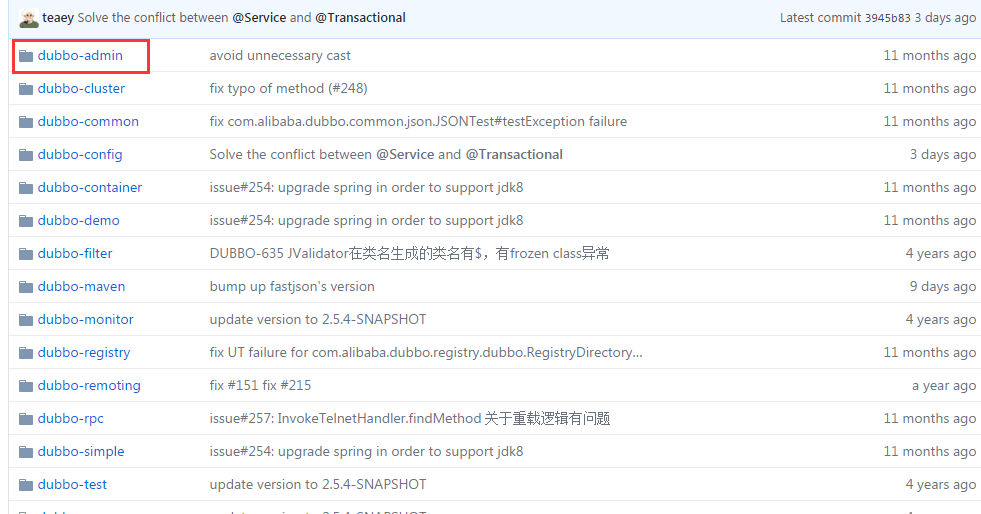 teaey Solve the conflict between @Service and @Transactional Latest commit 3945b83 3 days ago
dubbo-admin avoid unnecessary cast 11 months ago
dubbo-cluster fix typo of method (#248) 11 months ago
dubbo-common fix com.alibaba.dubbo.common.json.JSONTest#testException failure 11 months ago
dubbo-config Solve the conflict between @Service and @Transactional 3 days ago
dubbo-container issue#254: upgrade spring in order to support jdk8 11 months ago
dubbo-demo issue#254: upgrade spring in order to support jdk8 11 months ago
dubbo-filter DUBBO-635 JValidator在类名生成的类名有$，有frozen class异常 4 years ago
dubbo-maven bump up fastjson's version 9 days ago
dubbo-monitor update version to 2.5.4-SNAPSHOT 4 years ago
dubbo-registry fix UT failure for com.alibaba.dubbo.registry.dubbo.RegistryDirectory... 11 months ago
dubbo-remoting fix #151 fix #215 a year ago
dubbo-rpc issue#257: InvokeTelnetHandler.findMethod 关于重载逻辑有问题 11 months ago
dubbo-simple issue#254: upgrade spring in order to support jdk8 11 months ago
dubbo-test update version to 2.5.4-SNAPSHOT 4 years ago